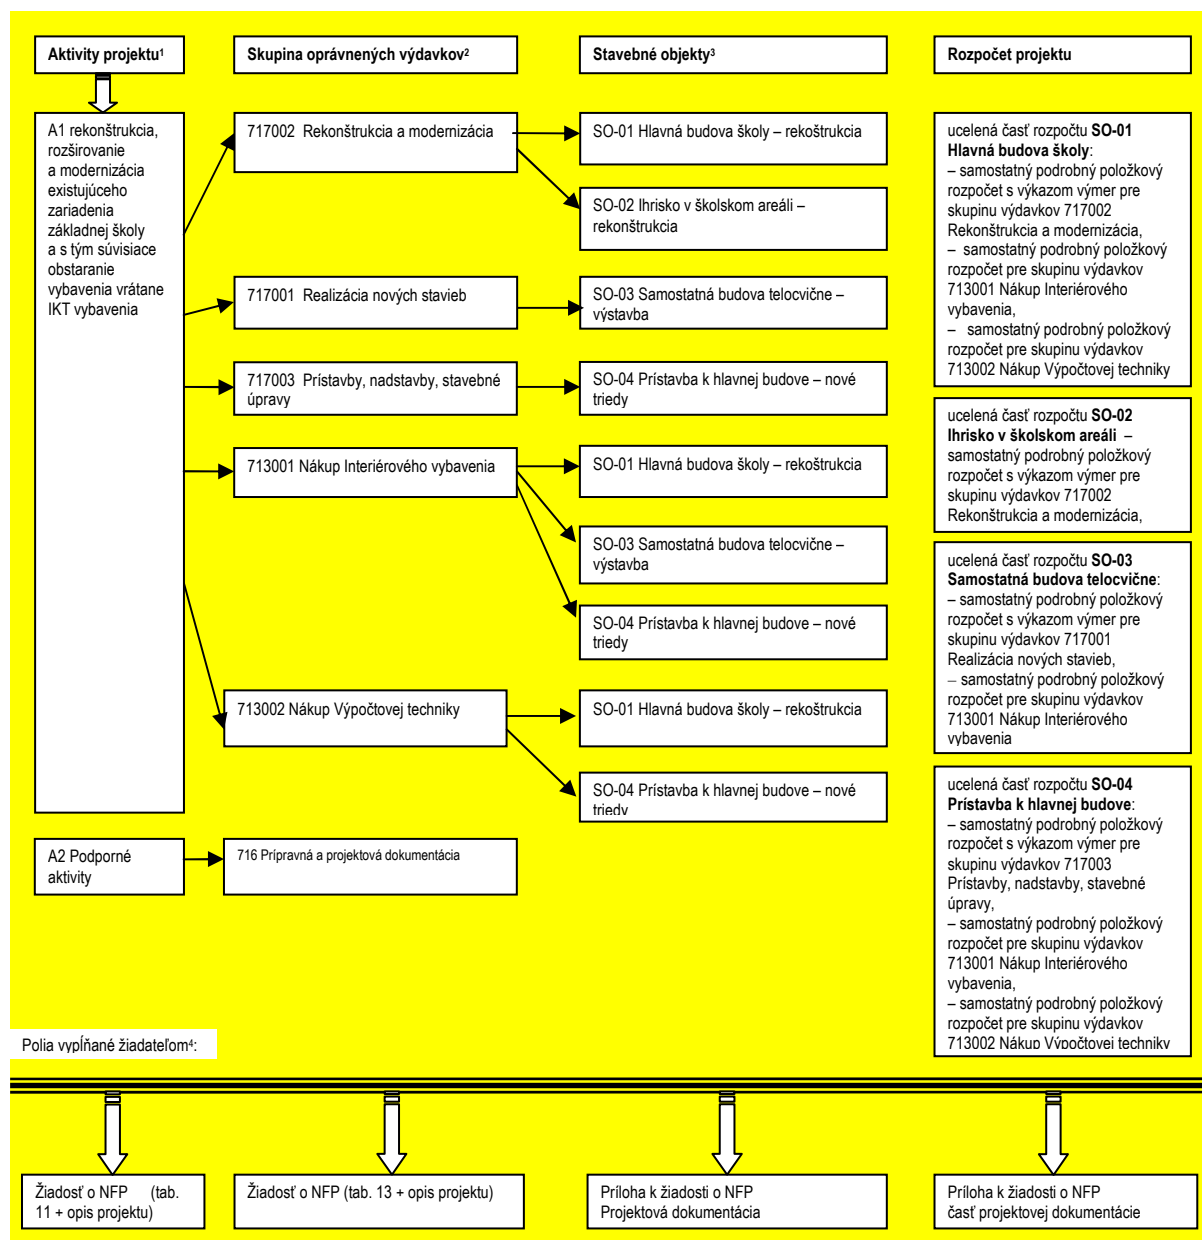 Aktivity projektu¹
Skupina oprávnených výdavkov²
Stavebné objekty³
Rozpočet projektu
A1 rekonštrukcia,
rozširovanie
a modernizácia
existujúceho
zariadenia
základnej školy
a s tým súvisiace
obstaranie
vybavenia vrátane
IKT vybavenia
717002 Rekonštrukcia a modernizácia
717001 Realizácia nových stavieb
717003 Prístavby, nadstavby, stavebné
úpravy
713001 Nákup Interiérového vybavenia
713002 Nákup Výpočtovej techniky
SO-01 Hlavná budova školy – rekoštrukcia
SO-02 Ihrisko v školskom areáli –
rekonštrukcia
SO-03 Samostatná budova telocvične –
výstavba
SO-04 Prístavba k hlavnej budove – nové
triedy
SO-01 Hlavná budova školy – rekoštrukcia
SO-03 Samostatná budova telocvične –
výstavba
SO-04 Prístavba k hlavnej budove – nové
triedy
SO-01 Hlavná budova školy – rekoštrukcia
SO-04 Prístavba k hlavnej budove – nové
triedy
ucelená časť rozpočtu SO-01
Hlavná budova školy:
– samostatný podrobný položkový
rozpočet s výkazom výmer pre
skupinu výdavkov 717002
Rekonštrukcia a modernizácia,
– samostatný podrobný položkový
rozpočet pre skupinu výdavkov
713001 Nákup Interiérového
vybavenia,
– samostatný podrobný položkový
rozpočet pre skupinu výdavkov
713002 Nákup Výpočtovej techniky
ucelená časť rozpočtu SO-02
Ihrisko v školskom areáli –
samostatný podrobný položkový
rozpočet s výkazom výmer pre
skupinu výdavkov 717002
Rekonštrukcia a modernizácia,
ucelená časť rozpočtu SO-03
Samostatná budova telocvične:
– samostatný podrobný položkový
rozpočet s výkazom výmer pre
skupinu výdavkov 717001
Realizácia nových stavieb,
– samostatný podrobný položkový
rozpočet pre skupinu výdavkov
713001 Nákup Interiérového
vybavenia
ucelená časť rozpočtu SO-04
Prístavba k hlavnej budove:
– samostatný podrobný položkový
rozpočet s výkazom výmer pre
skupinu výdavkov 717003
Prístavby, nadstavby, stavebné
úpravy,
– samostatný podrobný položkový
rozpočet pre skupinu výdavkov
713001 Nákup Interiérového
vybavenia,
– samostatný podrobný položkový
rozpočet pre skupinu výdavkov
713002 Nákup Výpočtovej techniky
A2 Podporné
aktivity
716 Prípravná a projektová dokumentácia
Polia vypĺňané žiadateľom⁴:
Žiadosť o NFP (tab.
11 + opis projektu)
Žiadosť o NFP (tab. 13 + opis projektu)
Príloha k žiadosti o NFP
Projektová dokumentácia
Príloha k žiadosti o NFP
časť projektovej dokumentácie